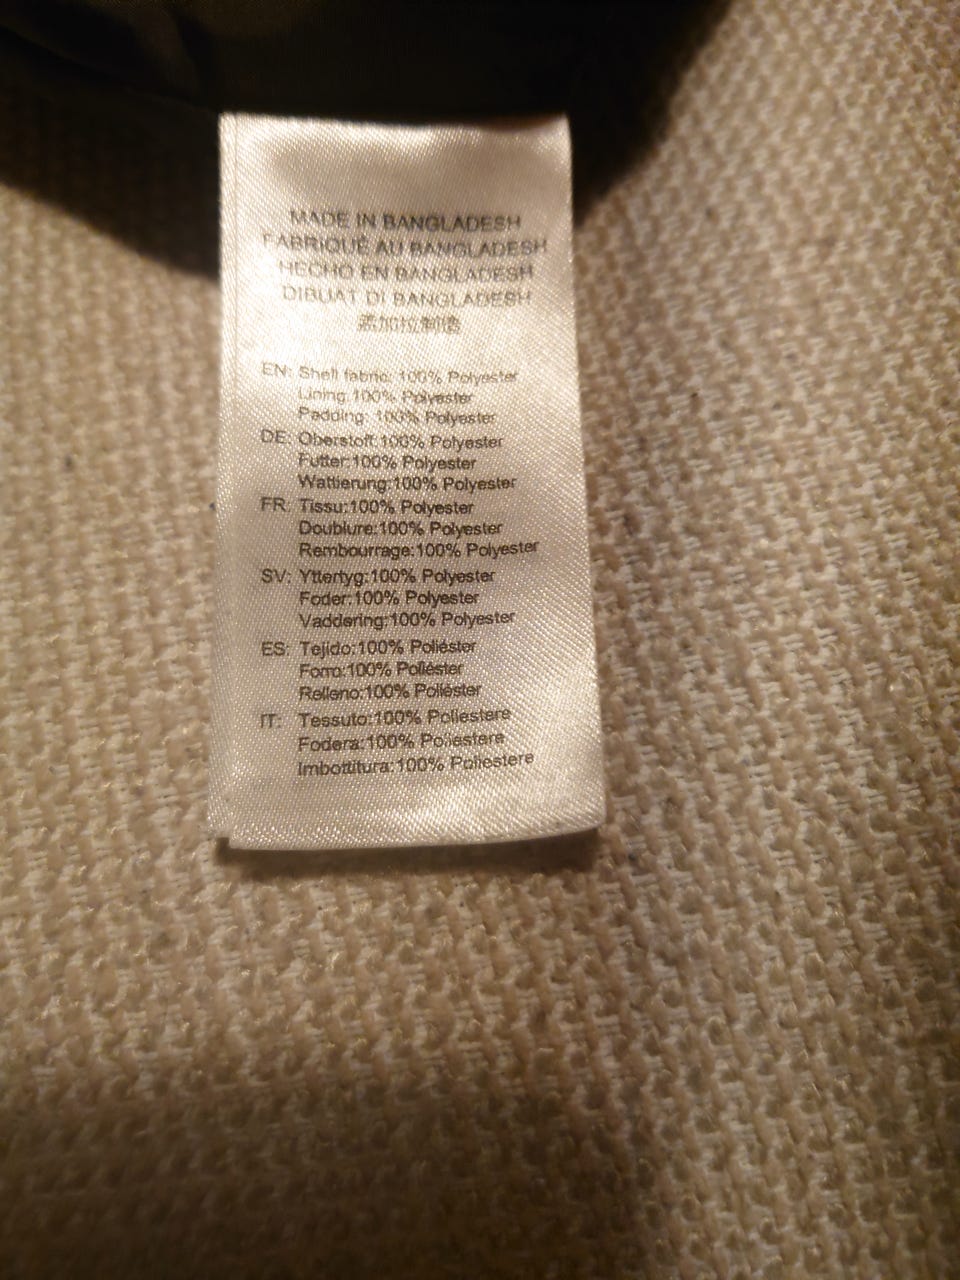 MADE IN BANGLADESH
FABRIQUÉ AU BANGLADESH
HECHO EN BANGLADESH
DIBUAT DI BANGLADESH
孟加拉制造
EN: Shell fabric: 100% Polyester
Lining:100% Polyester
Padding: 100% Polyester
DE: Oberstoff:100% Polyester
Futter:100% Polyester
Wattierung:100% Polyester
FR: Tissu:100% Polyester
Doublure:100% Polyester
Rembourrage:100% Polyester
SV: Yttertyg:100% Polyester
Foder:100% Polyester
Vaddering:100% Polyester
ES: Tejido:100% Poliéster
Forro:100% Poliéster
Relleno:100% Poliéster
IT: Tessuto:100% Poliestere
Fodera:100% Poliestere
Imbottitura:100% Poliestere